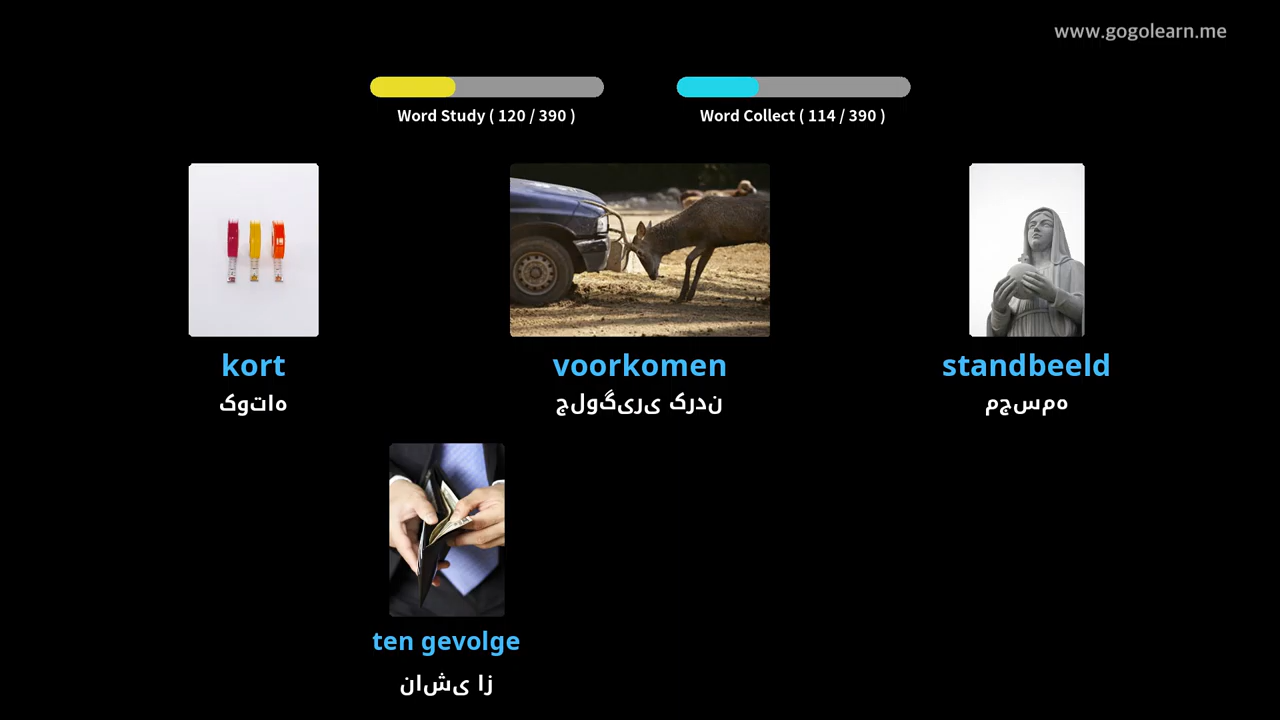 www.gogolearn.me
Word Study ( 120 / 390 )
Word Collect ( 114 / 390 )
kort
کوتاه
voorkomen
جلوگیری کردن
standbeeld
مجسمه
ten gevolge
ناشی از